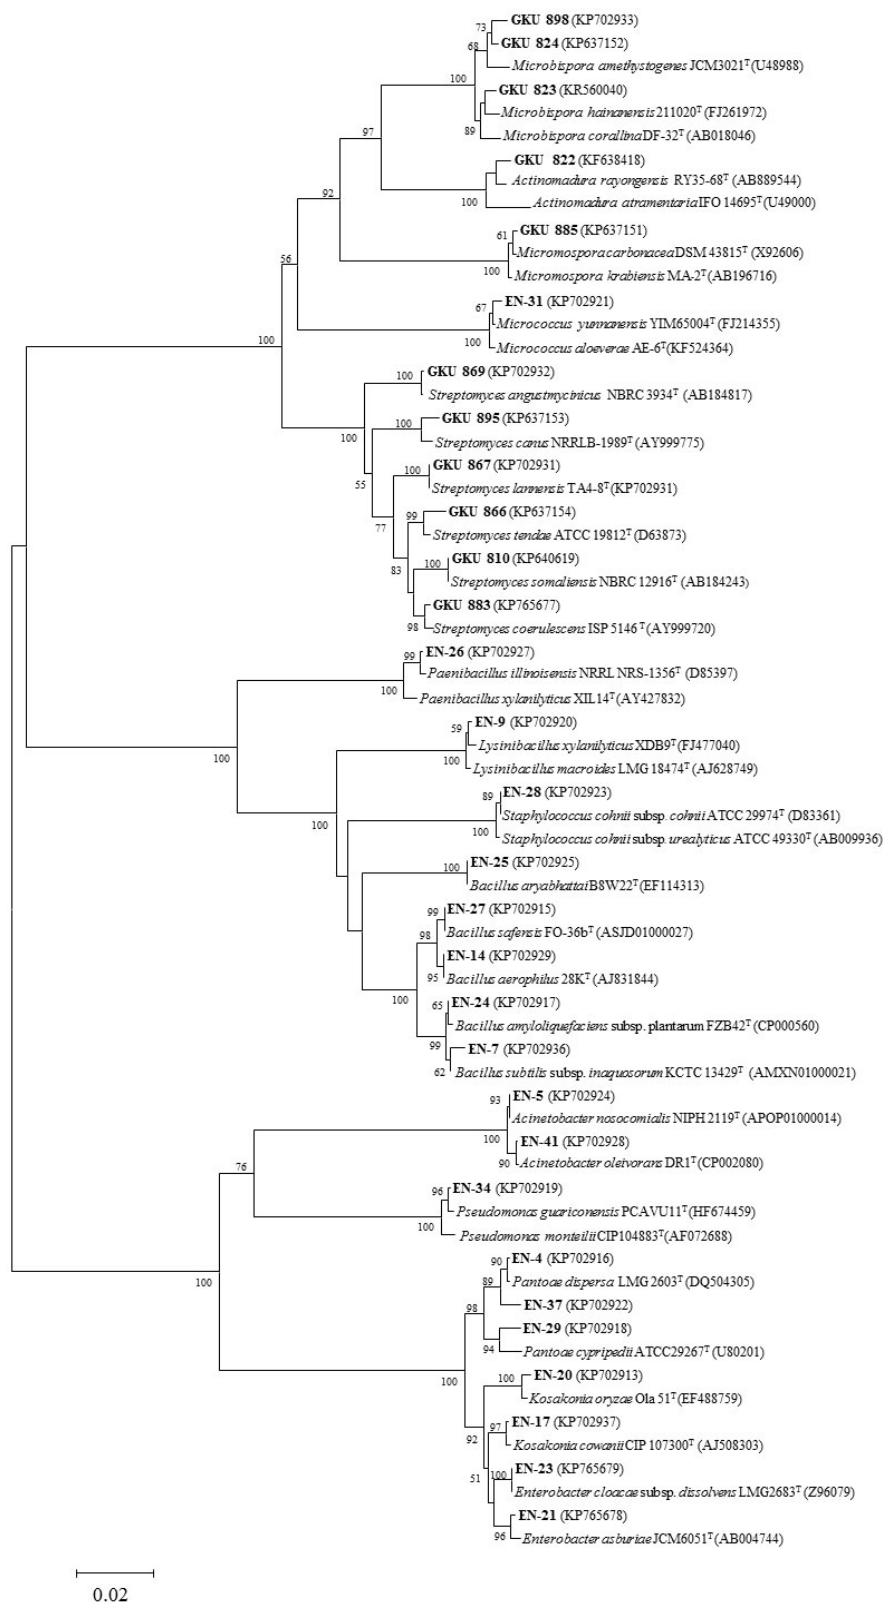 GKU 898 (KP702933)
73
GKU 824 (KP637152)
68
Microbispora amethystogenes JCM3021T (U48988)
100
GKU 823 (KR560040)
Microbispora hainanensis 211020T (FJ261972)
89
Microbispora corallina DF-32T (AB018046)
97
GKU 822 (KF638418)
Actinomadura rayongensis RY35-68T (AB889544)
100
Actinomadura atramentaria IFO 14695T (U49000)
92
GKU 885 (KP637151)
61
Micromospora carbonacea DSM 43815T (X92606)
100
Micromospora krabiensis MA-2T (AB196716)
56
EN-31 (KP702921)
67
Micrococcus yunnanensis YIM65004T (FJ214355)
100
Micrococcus aloeverae AE-6T (KF524364)
100
GKU 869 (KP702932)
100
Streptomyces angustmycinicus NBRC 3934T (AB184817)
GKU 895 (KP637153)
100
100
Streptomyces canus NRRLB-1989T (AY999775)
GKU 867 (KP702931)
100
55
Streptomyces lannensis TA4-8T (KP702931)
GKU 866 (KP637154)
99
77
Streptomyces tendae ATCC 19812T (D63873)
GKU 810 (KP640619)
100
83
Streptomyces somaliensis NBRC 12916T (AB184243)
GKU 883 (KP765677)
98
Streptomyces coerulescens ISP 5146T (AY999720)
EN-26 (KP702927)
99
Paenibacillus illinoisensis NRRL NRS-1356T (D85397)
100
Paenibacillus xylanilyticus XIL14T (AY427832)
EN-9 (KP702920)
59
Lysinibacillus xylanilyticus XDB9T (FJ477040)
100
100
Lysinibacillus macroides LMG 18474T (AJ628749)
EN-28 (KP702923)
89
Staphylococcus cohnii subsp. cohnii ATCC 29974T (D83361)
100
100
Staphylococcus cohnii subsp. urealyticus ATCC 49330T (AB009936)
EN-25 (KP702925)
100
Bacillus aryabhattai B8W22T (EF114313)
EN-27 (KP702915)
99
Bacillus safensis FO-36bT (ASJD01000027)
98
EN-14 (KP702929)
95
Bacillus aerophilus 28KT (AJ831844)
100
EN-24 (KP702917)
65
Bacillus amyloliquefaciens subsp. plantarum FZB42T (CP000560)
99
EN-7 (KP702936)
62
Bacillus subtilis subsp. inaquosorum KCTC 13429T (AMXN01000021)
EN-5 (KP702924)
93
Acinetobacter nosocomialis NIPH 2119T (APOP01000014)
100
EN-41 (KP702928)
90
Acinetobacter oleivorans DR1T (CP002080)
76
EN-34 (KP702919)
96
Pseudomonas guariconensis PCAVU11T (HF674459)
100
Pseudomonas monteilii CIP104883T (AF072688)
EN-4 (KP702916)
90
100
89
Pantoae dispersa LMG 2603T (DQ504305)
EN-37 (KP702922)
98
EN-29 (KP702918)
94
Pantoae cypripedii ATCC29267T (U80201)
100
EN-20 (KP702913)
100
Kosakonia oryzae Ola 51T (EF488759)
EN-17 (KP702937)
97
92
Kosakonia cowanii CIP 107300T (AJ508303)
EN-23 (KP765679)
100
51
Enterobacter cloacae subsp. dissolvens LMG2683T (Z96079)
EN-21 (KP765678)
96
Enterobacter asburiae JCM6051T (AB004744)
0.02